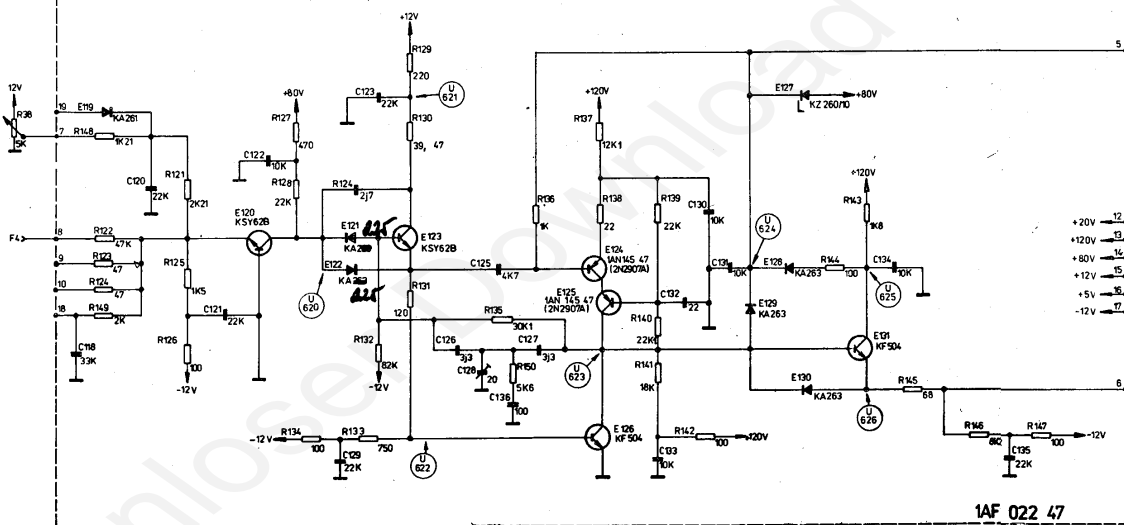 +12V
R129
220
C123
22K
U
621
R130
39, 47
12V
R38
5K
19
E119
KA261
7
R148
1K21
C120
22K
R121
2K21
+80V
R127
470
C122
10K
R128
22K
R124
2j7
E120
KSY62B
E121
225
E123
KSY62B
E122
KA263
225
U
620
R131
120
F4
8
R122
47K
9
R123
47
10
R124
47
18
R149
2K
C118
33K
R125
1K5
C121
22K
R126
100
-12V
R132
82K
-12V
C125
4K7
R135
30K1
C126
3j3
C127
3j3
C128
20
R150
5K6
C136
100
-12V
R134
100
R133
750
C129
22K
U
622
+120V
R137
12K1
R136
1K
R138
22
R139
22K
C130
10K
E124
1AN145 47
(2N2907A)
E125
1AN 145 47
(2N2907A)
C131
10K
C132
22
R140
22K
R141
18K
U
623
E126
KF 504
R142
100
+120V
C133
10K
E127
KZ 260/10
+80V
U
624
E128
KA263
R144
100
+120V
R143
1K8
C134
10K
U
625
E129
KA263
E131
KF504
E130
KA263
U
626
R145
68
R146
8K2
R147
100
-12V
C135
22K
5
6
+20V 12
+120V 13
+80V 14
+12V 15
+5V 16
-12V 17
1AF 022 47